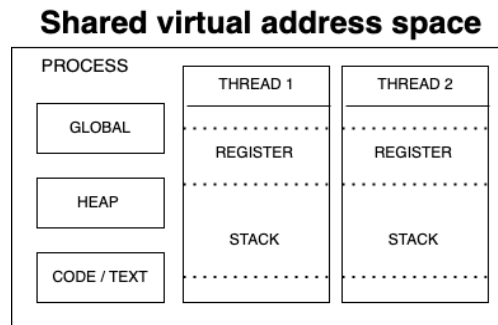 Shared virtual address space
PROCESS
THREAD 1
THREAD 2
GLOBAL
REGISTER
REGISTER
HEAP
STACK
STACK
CODE / TEXT